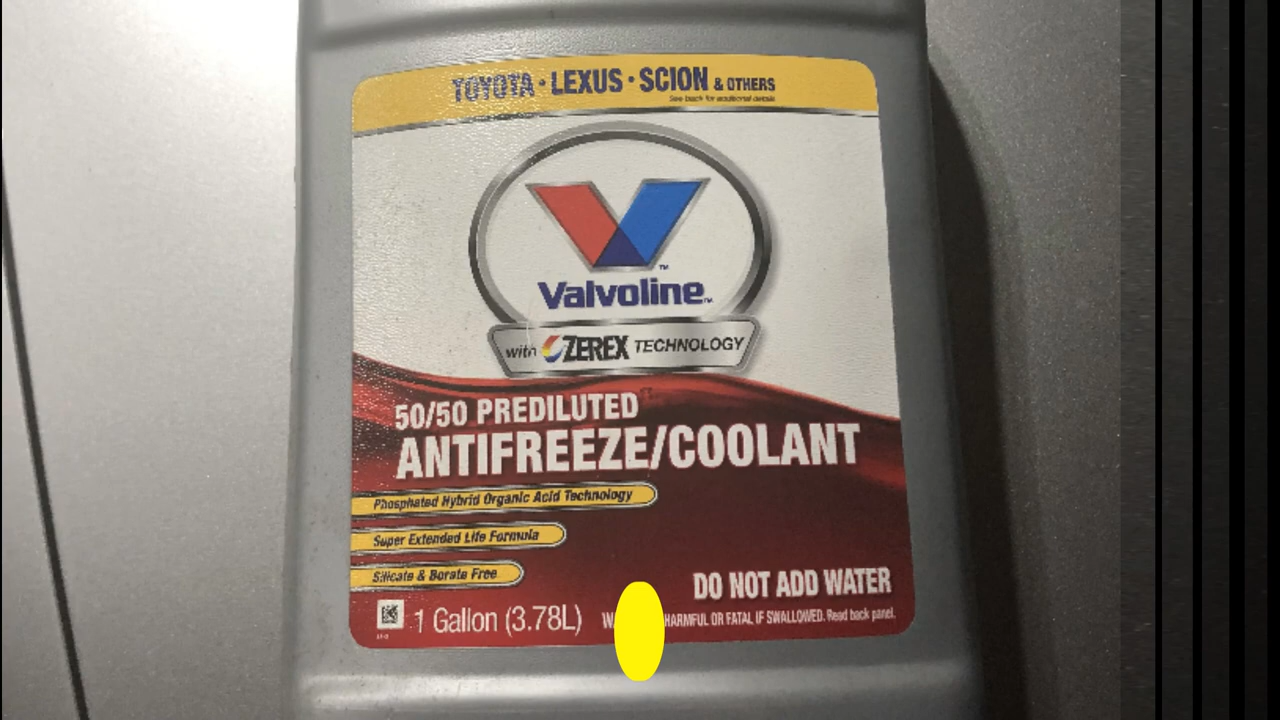 TOYOTA · LEXUS · SCION & OTHERS
See back for additional details
Valvoline™
with ZEREX TECHNOLOGY
50/50 PREDILUTED
ANTIFREEZE/COOLANT
Phosphated Hybrid Organic Acid Technology
Super Extended Life Formula
Silicate & Borate Free
DO NOT ADD WATER
1 Gallon (3.78L)
HARMFUL OR FATAL IF SWALLOWED. Read back panel.